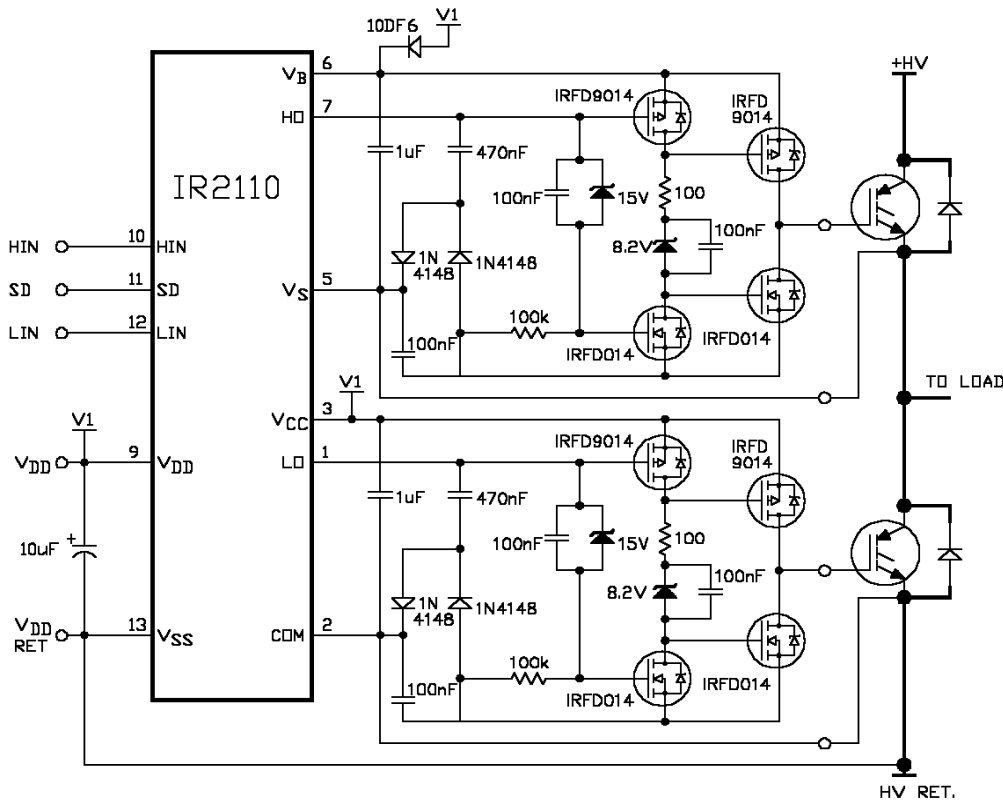 10DF6
V1
6
VB
7
HO
IR2110
1uF
470nF
100nF
15V
IRFD9014
IRFD
9014
100
8.2V
100nF
+HV
HIN
10
HIN
SD
11
SD
LIN
12
LIN
5
VS
1N
4148
1N4148
100k
100nF
IRFD014
IRFD014
TO LOAD
V1
3
VCC
1
LO
V1
VDD
9
VDD
10uF
+
VDD
RET
13
VSS
2
COM
1uF
470nF
100nF
15V
IRFD9014
IRFD
9014
100
8.2V
100nF
1N
4148
1N4148
100k
100nF
IRFD014
IRFD014
HV RET.